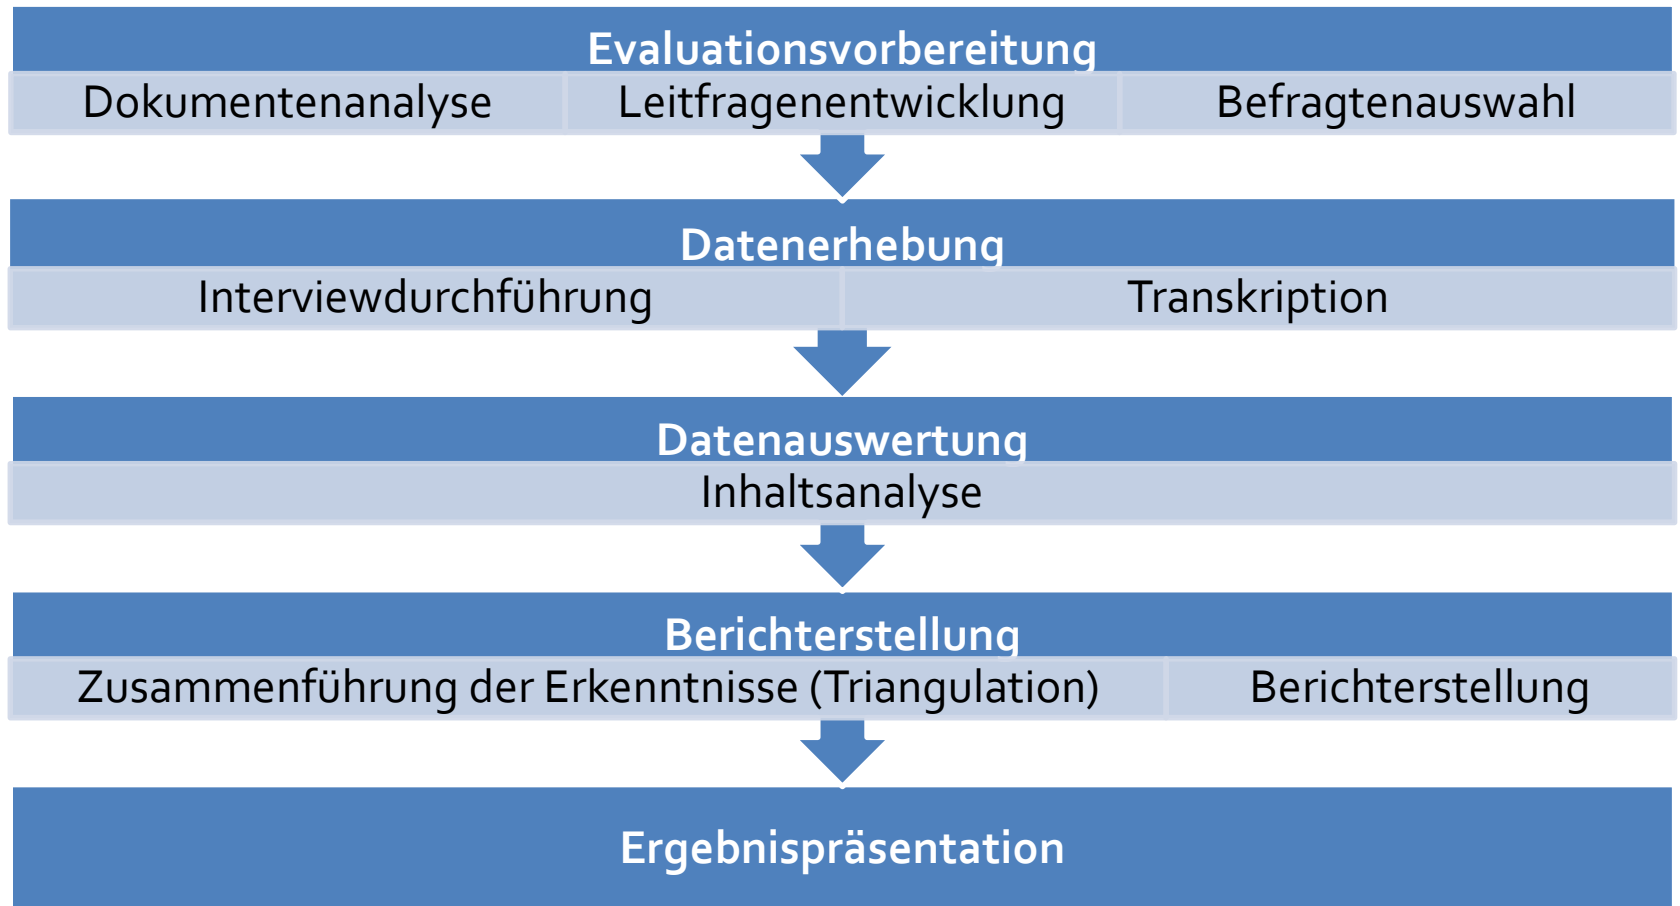 Evaluationsvorbereitung
Dokumentenanalyse Leitfragenentwicklung Befragtenauswahl
Datenerhebung
Interviewdurchführung Transkription
Datenauswertung
Inhaltsanalyse
Berichterstellung
Zusammenführung der Erkenntnisse (Triangulation) Berichterstellung
Ergebnispräsentation